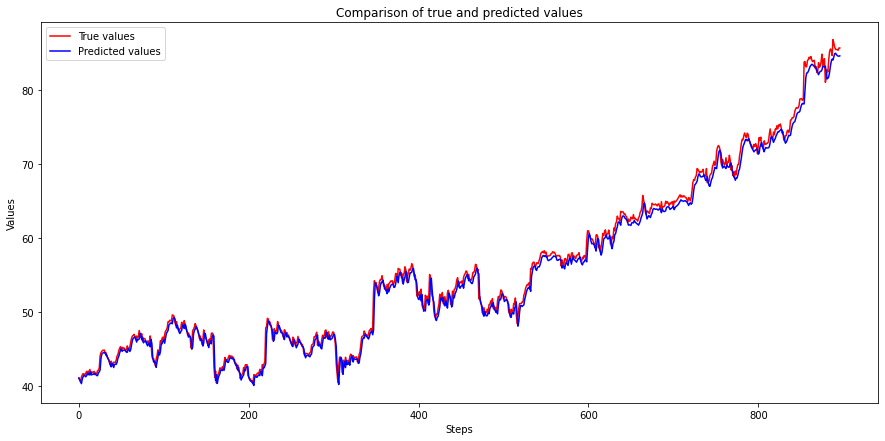 Comparison of true and predicted values
True values
Predicted values
Values
80
70
60
50
40
0
200
400
600
800
Steps